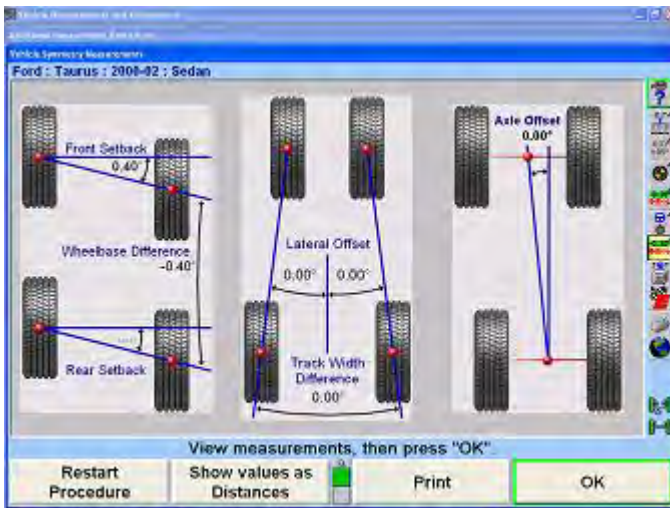 Vehicle Symmetry Measurements
Ford : Taurus : 2000-02 : Sedan
Front Setback
0.40°
Wheelbase Difference
-0.40°
Rear Setback
Lateral Offset
0.00° 0.00°
Track Width
Difference
0.00°
Axle Offset
0.00°
View measurements, then press "OK".
Restart
Procedure
Show values as
Distances
Print
OK